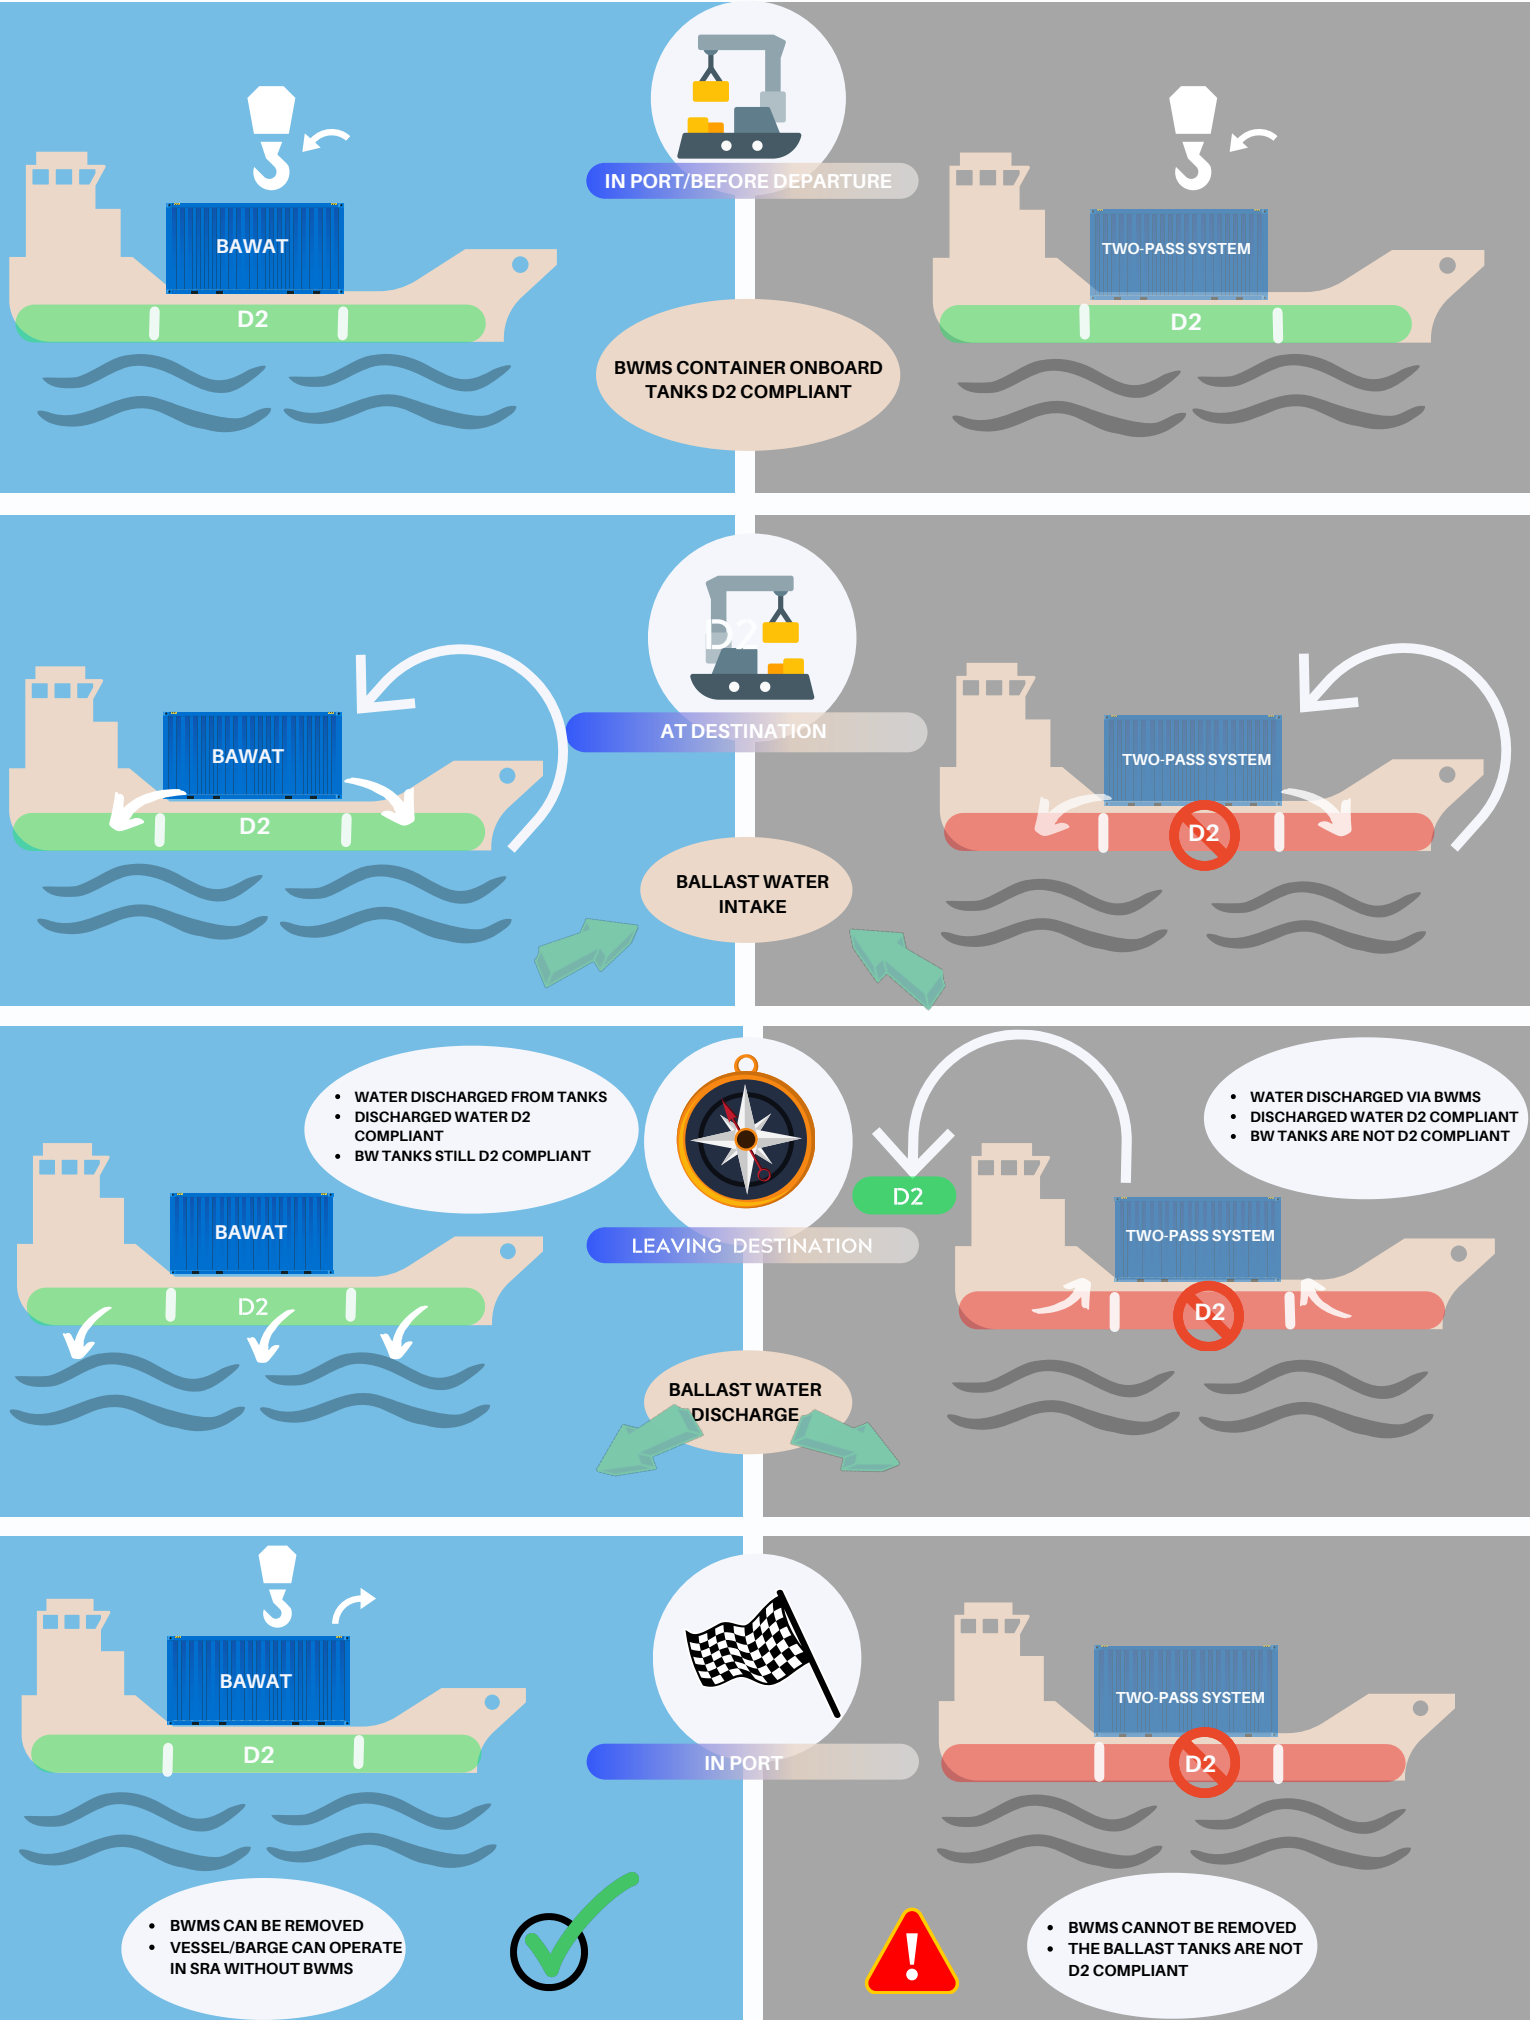 IN PORT/BEFORE DEPARTURE
BAWAT
TWO-PASS SYSTEM
D2
D2
BWMS CONTAINER ONBOARD
TANKS D2 COMPLIANT
D2
AT DESTINATION
BAWAT
TWO-PASS SYSTEM
D2
D2
BALLAST WATER
INTAKE
• WATER DISCHARGED FROM TANKS
• DISCHARGED WATER D2
COMPLIANT
• BW TANKS STILL D2 COMPLIANT
• WATER DISCHARGED VIA BWMS
• DISCHARGED WATER D2 COMPLIANT
• BW TANKS ARE NOT D2 COMPLIANT
D2
BAWAT
TWO-PASS SYSTEM
LEAVING DESTINATION
D2
D2
BALLAST WATER
DISCHARGE
BAWAT
TWO-PASS SYSTEM
D2
IN PORT
D2
• BWMS CAN BE REMOVED
• VESSEL/BARGE CAN OPERATE
IN SRA WITHOUT BWMS
• BWMS CANNOT BE REMOVED
• THE BALLAST TANKS ARE NOT
D2 COMPLIANT